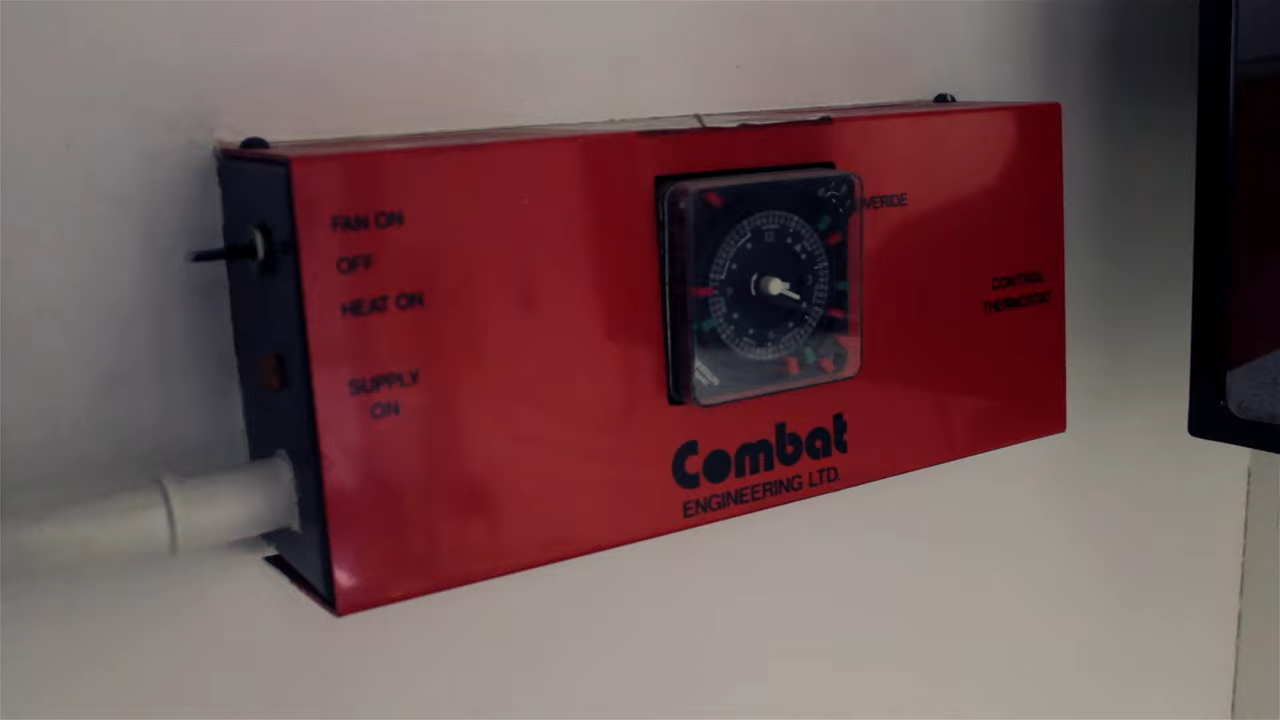 FAN ON
OFF
HEAT ON
SUPPLY
ON
CONTROL
THERMOSTAT
Combat
ENGINEERING LTD.